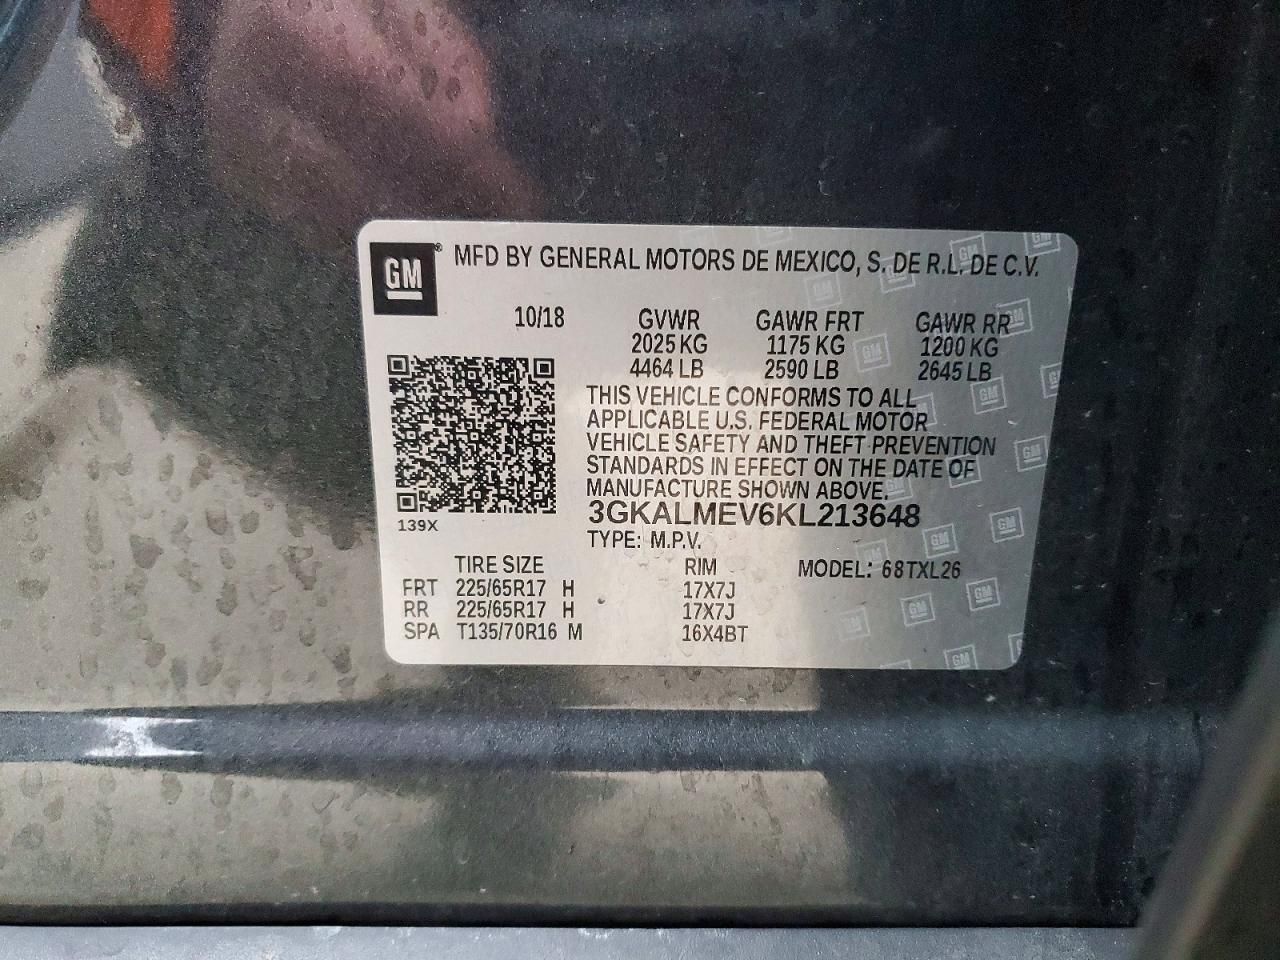 GM ® MFD BY GENERAL MOTORS DE MEXICO, S. DE R.L. DE C.V.
10/18 GVWR GAWR FRT GAWR RR
2025 KG 1175 KG 1200 KG
4464 LB 2590 LB 2645 LB
THIS VEHICLE CONFORMS TO ALL
APPLICABLE U.S. FEDERAL MOTOR
VEHICLE SAFETY AND THEFT PREVENTION
STANDARDS IN EFFECT ON THE DATE OF
MANUFACTURE SHOWN ABOVE.
3GKALMEV6KL213648
139X
TYPE: M.P.V.
TIRE SIZE RIM MODEL: 68TXL26
FRT 225/65R17 H 17X7J
RR 225/65R17 H 17X7J
SPA T135/70R16 M 16X4BT